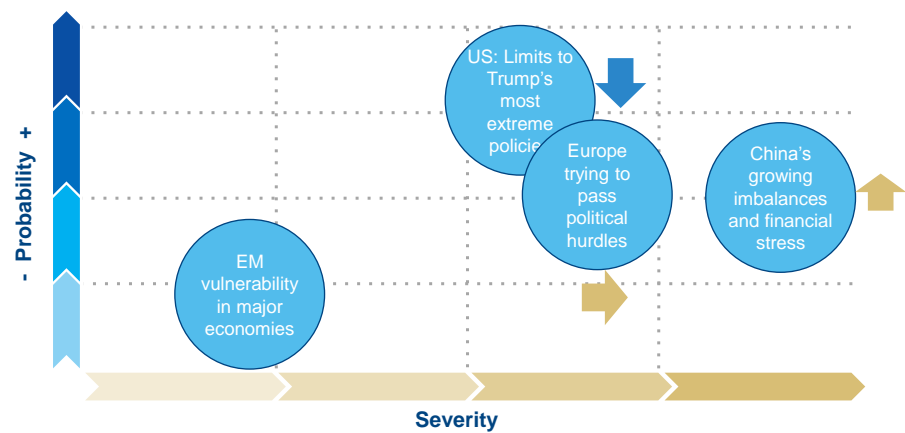 US: Limits to
Trump's
most
extreme
policie
Europe
trying to
pass
political
hurdles
China's
growing
imbalances
and financial
stress
EM
vulnerability
in major
economies
- Probability +
Severity